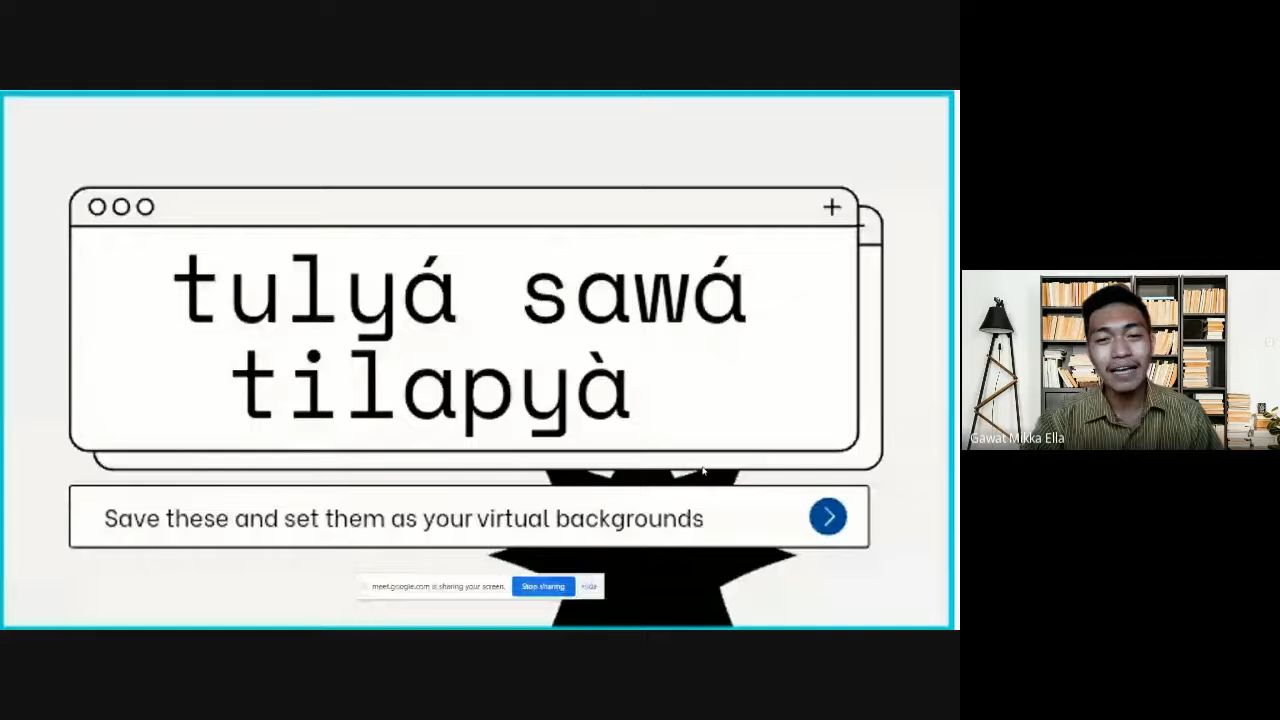 tulyá sawá
tilapyà
Save these and set them as your virtual backgrounds
meet.google.com is sharing your screen. Stop sharing Hide
Gawat Mikka Ella